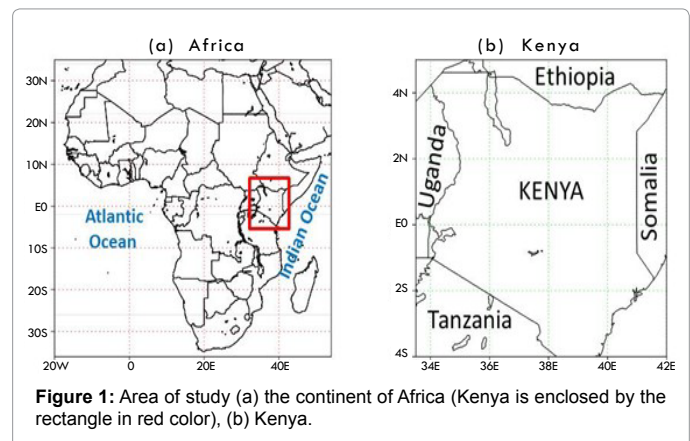 (a) Africa
30N
20N
10N
EQ
10S
20S
30S
20W
0
20E
40E
Atlantic
Ocean
Indian Ocean
(b) Kenya
4N
2N
EQ
2S
4S
34E
36E
38E
40E
42E
Ethiopia
Uganda
KENYA
Somalia
Tanzania
Figure 1: Area of study (a) the continent of Africa (Kenya is enclosed by the
rectangle in red color), (b) Kenya.